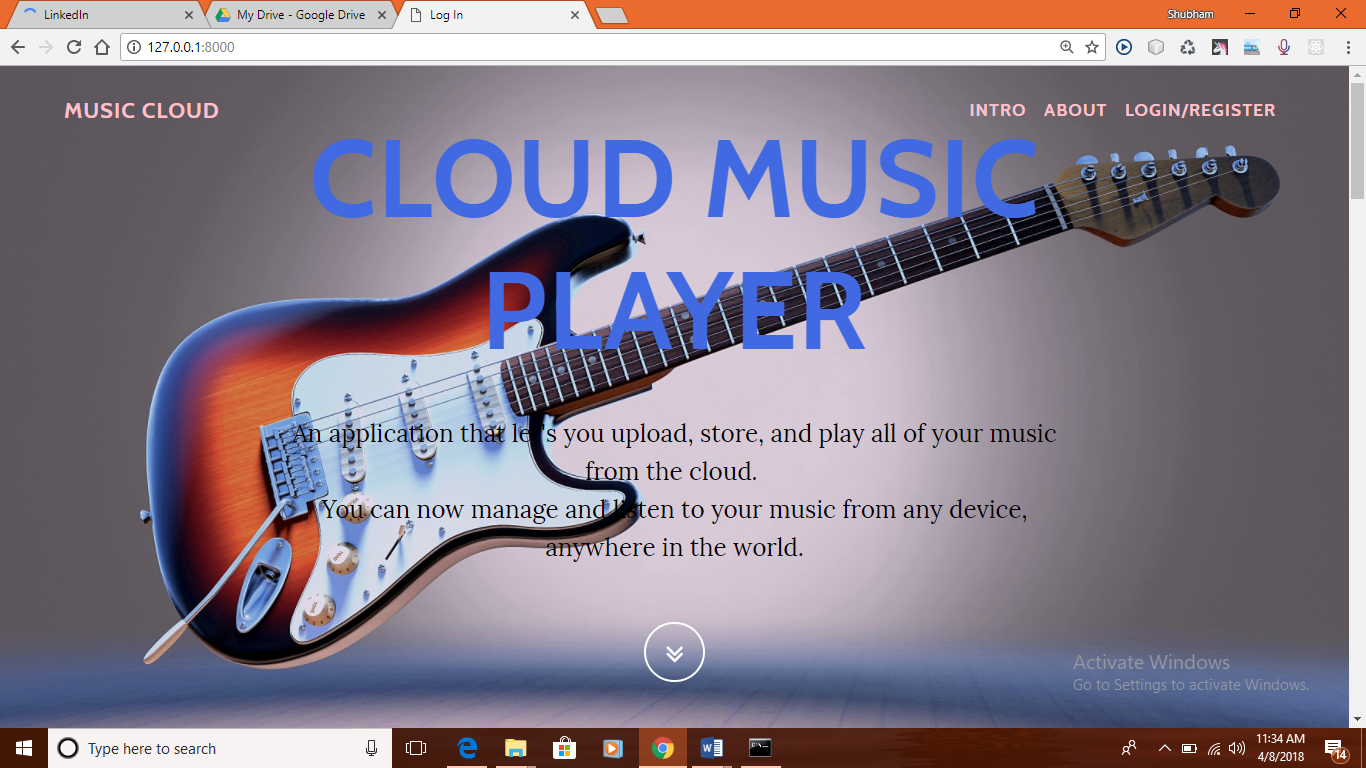 LinkedIn
My Drive - Google Drive
Log In
Shubham
127.0.0.1:8000
MUSIC CLOUD
INTRO ABOUT LOGIN/REGISTER
CLOUD MUSIC
PLAYER
An application that let's you upload, store, and play all of your music
from the cloud.
You can now manage and listen to your music from any device,
anywhere in the world.
Activate Windows
Go to Settings to activate Windows.
Type here to search
11:34 AM
4/8/2018
14